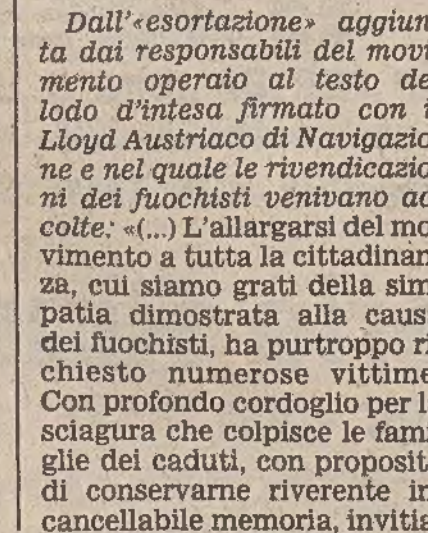 Dall'«esortazione» aggiun
ta dai responsabili del movi
mento operaio al testo de
lodo d'intesa firmato con i
Lloyd Austriaco di Navigazio
ne e nel quale le rivendicazio
ni dei fuochisti venivano ac
colte: «(...) L'allargarsi del mo
vimento a tutta la cittadinan
za, cui siamo grati della sim
patia dimostrata alla caus
dei fuochisti, ha purtroppo ri
chiesto numerose vittime
Con profondo cordoglio per l
sciagura che colpisce le fami
glie dei caduti, con proposit
di conservarne riverente in
cancellabile memoria, invitia